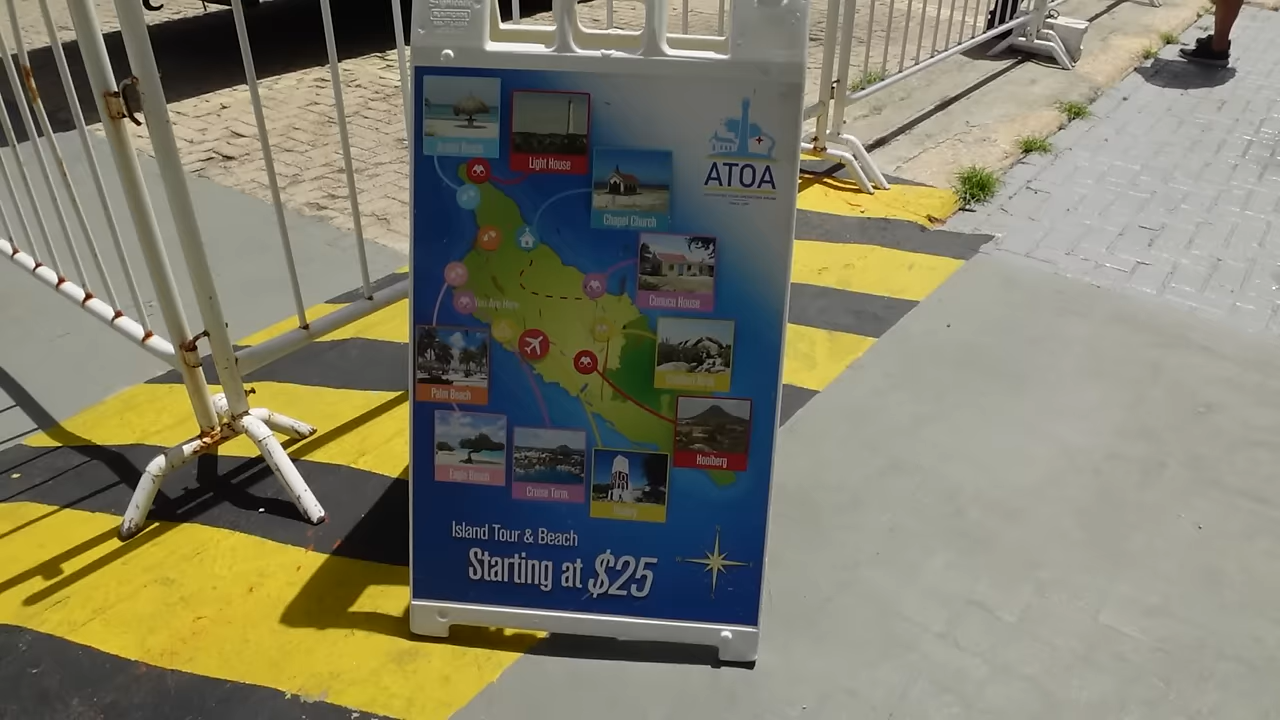 Light House
ATOA
Chapel Church
Cunucu House
You Are Here
Palm Beach
Hooiberg
Eagle Beach
Cruise Term.
Island Tour & Beach
Starting at $25